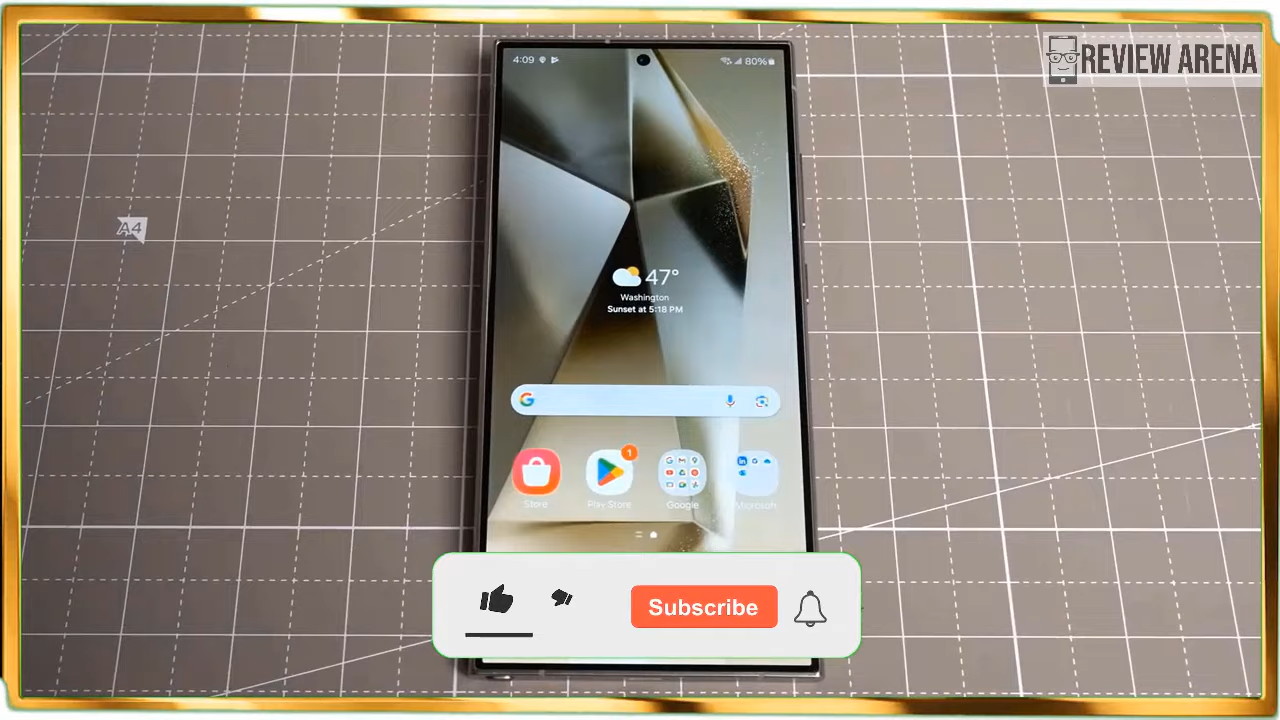 REVIEW ARENA
4:09
80%
A4
47°
Washington
Sunset at 5:18 PM
1
Store
Play Store
Google
Microsoft
Subscribe